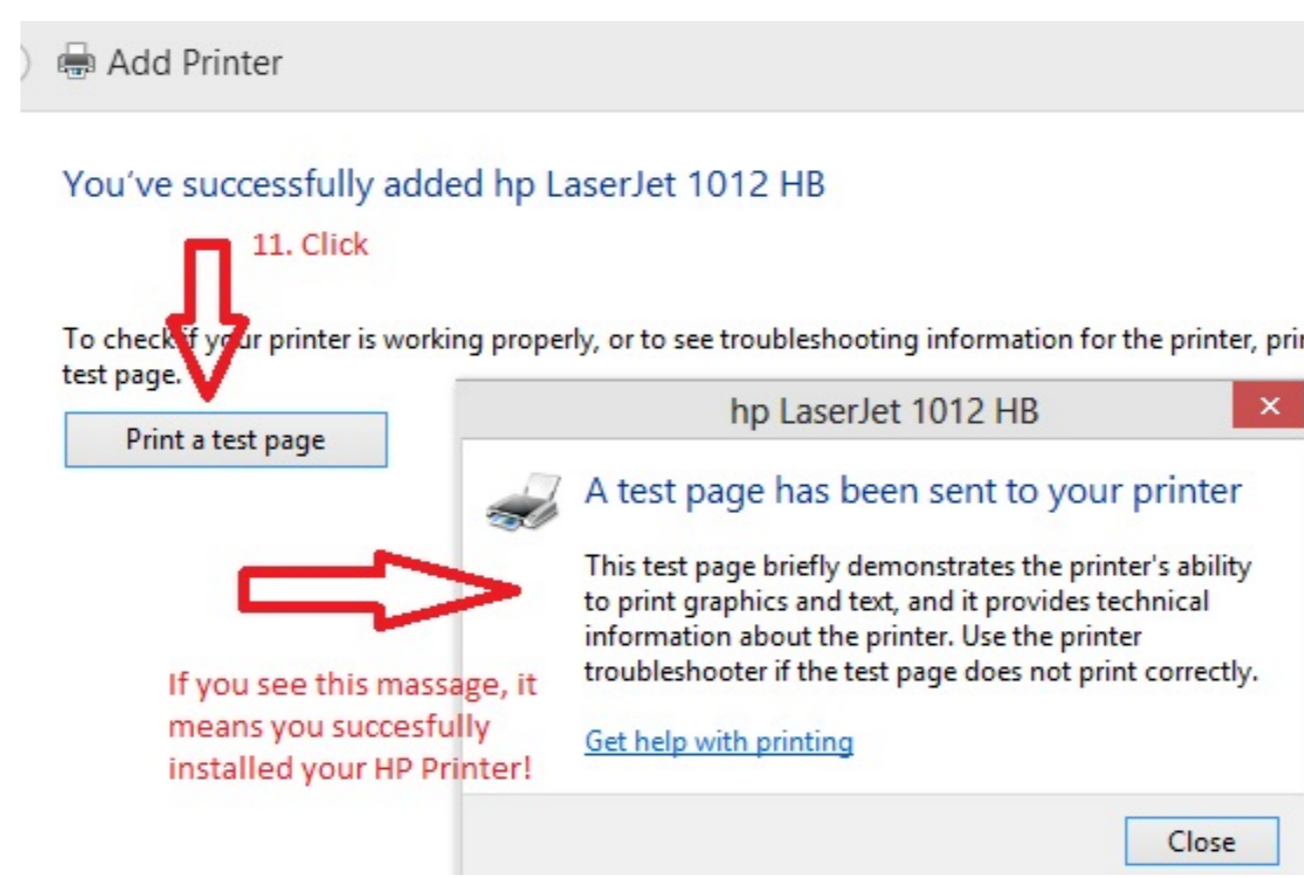 Add Printer
You've successfully added hp LaserJet 1012 HB
11. Click
To check if your printer is working properly, or to see troubleshooting information for the printer,
test page.
Print a test page
hp LaserJet 1012 HB
A test page has been sent to your printer
This test page briefly demonstrates the printer's ability
to print graphics and text, and it provides technical
information about the printer. Use the printer
troubleshooter if the test page does not print correctly.
If you see this massage, it
means you succesfully
installed your HP Printer!
Get help with printing
Close